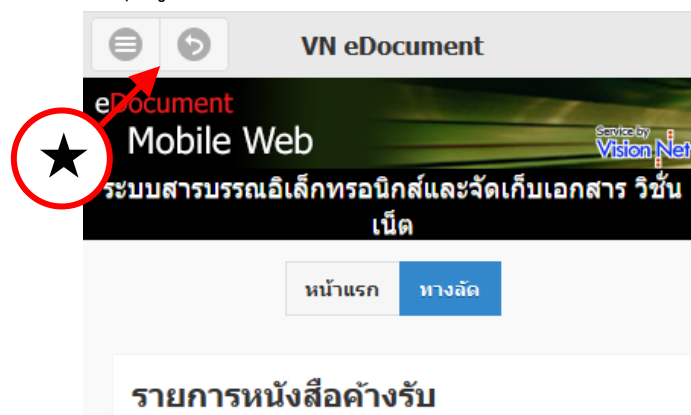 VN eDocument
eDocument
Mobile Web
Service by
Vision Net
ระบบสารบรรณอิเล็กทรอนิกส์และจัดเก็บเอกสาร วิชั่น
เน็ต
หน้าแรก ทางลัด
รายการหนังสือค้างรับ